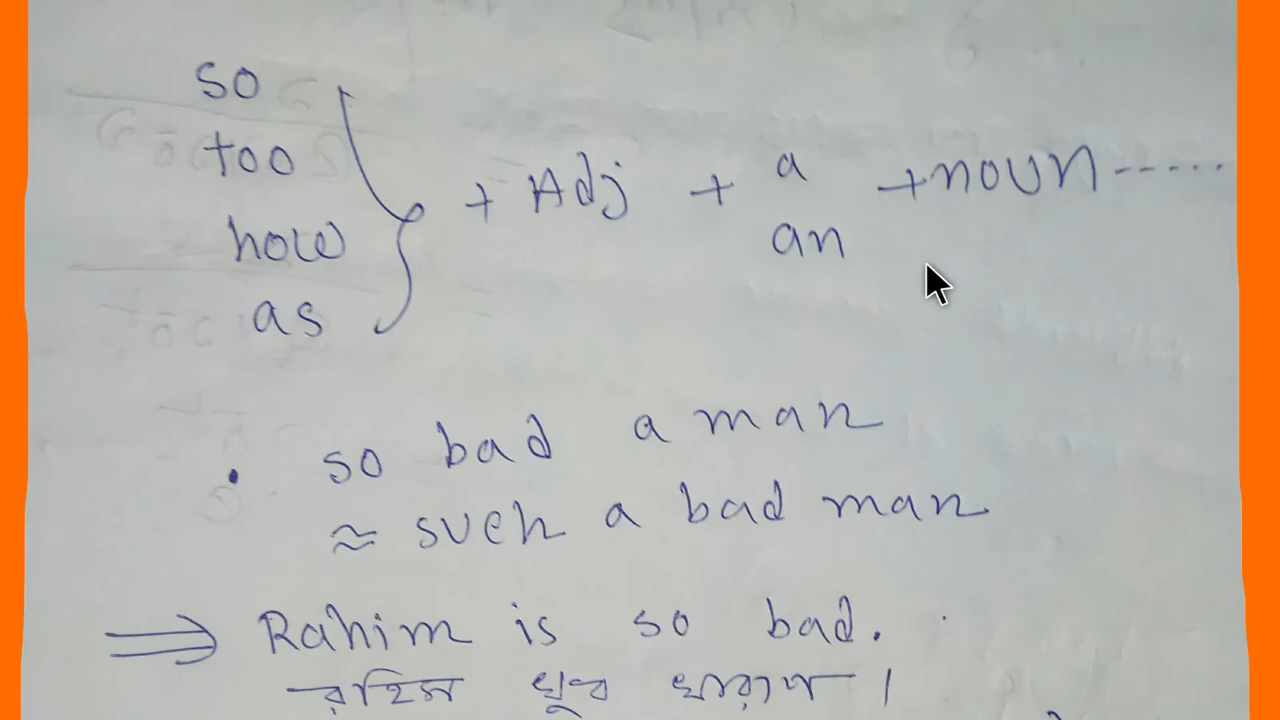 so
too
how
as
+ Adj + a + noun -----
an
• so bad a man
≈ such a bad man
⇒ Rahim is so bad.
রহিম খুব খারাপ।